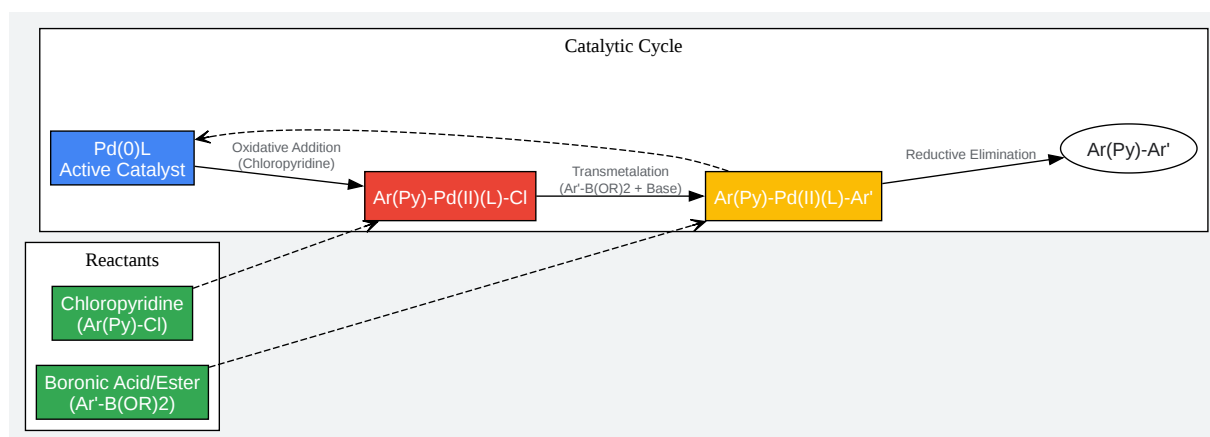 Catalytic Cycle
Pd(0)L
Active Catalyst
Oxidative Addition
(Chloropyridine)
Ar(Py)-Pd(II)(L)-Cl
Transmetalation
(Ar'-B(OR)2 + Base)
Ar(Py)-Pd(II)(L)-Ar'
Reductive Elimination
Ar(Py)-Ar'
Reactants
Chloropyridine
(Ar(Py)-Cl)
Boronic Acid/Ester
(Ar'-B(OR)2)